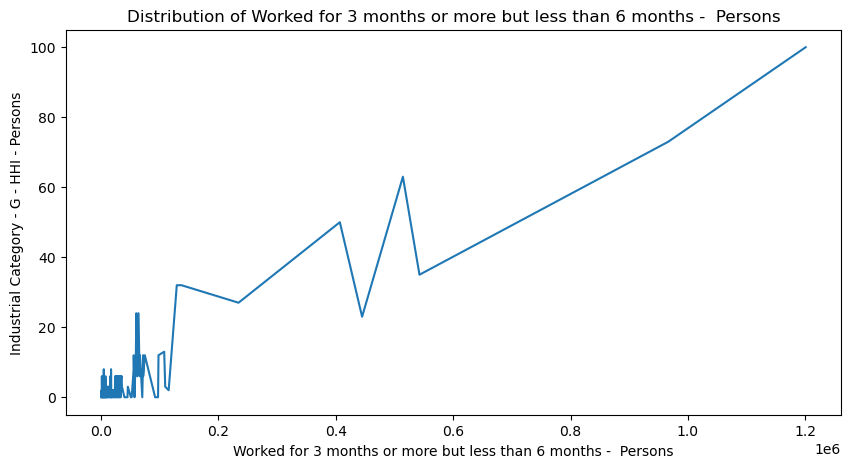 Distribution of Worked for 3 months or more but less than 6 months -  Persons
Industrial Category - G - HHI - Persons
100
80
60
40
20
0
0.0 0.2 0.4 0.6 0.8 1.0 1.2
1e6
Worked for 3 months or more but less than 6 months -  Persons